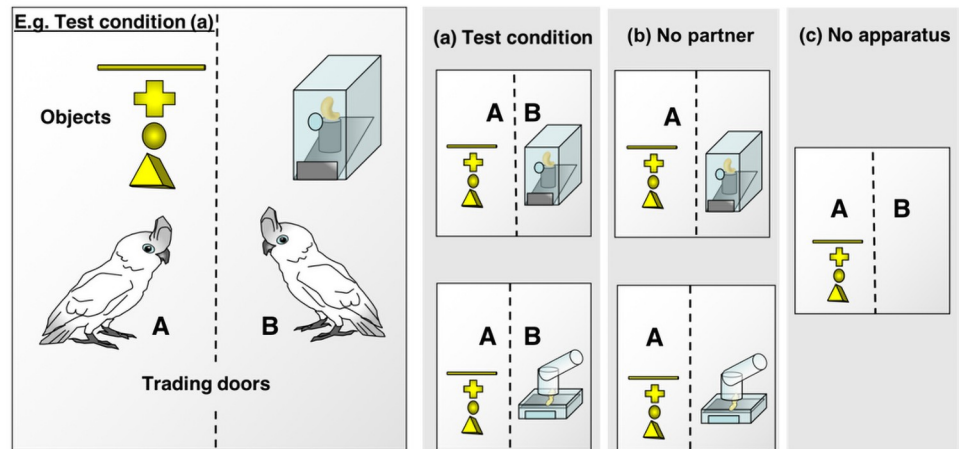 E.g. Test condition (a)
Objects
A
B
Trading doors
(a) Test condition
A B
A B
(b) No partner
A
A
(c) No apparatus
A B